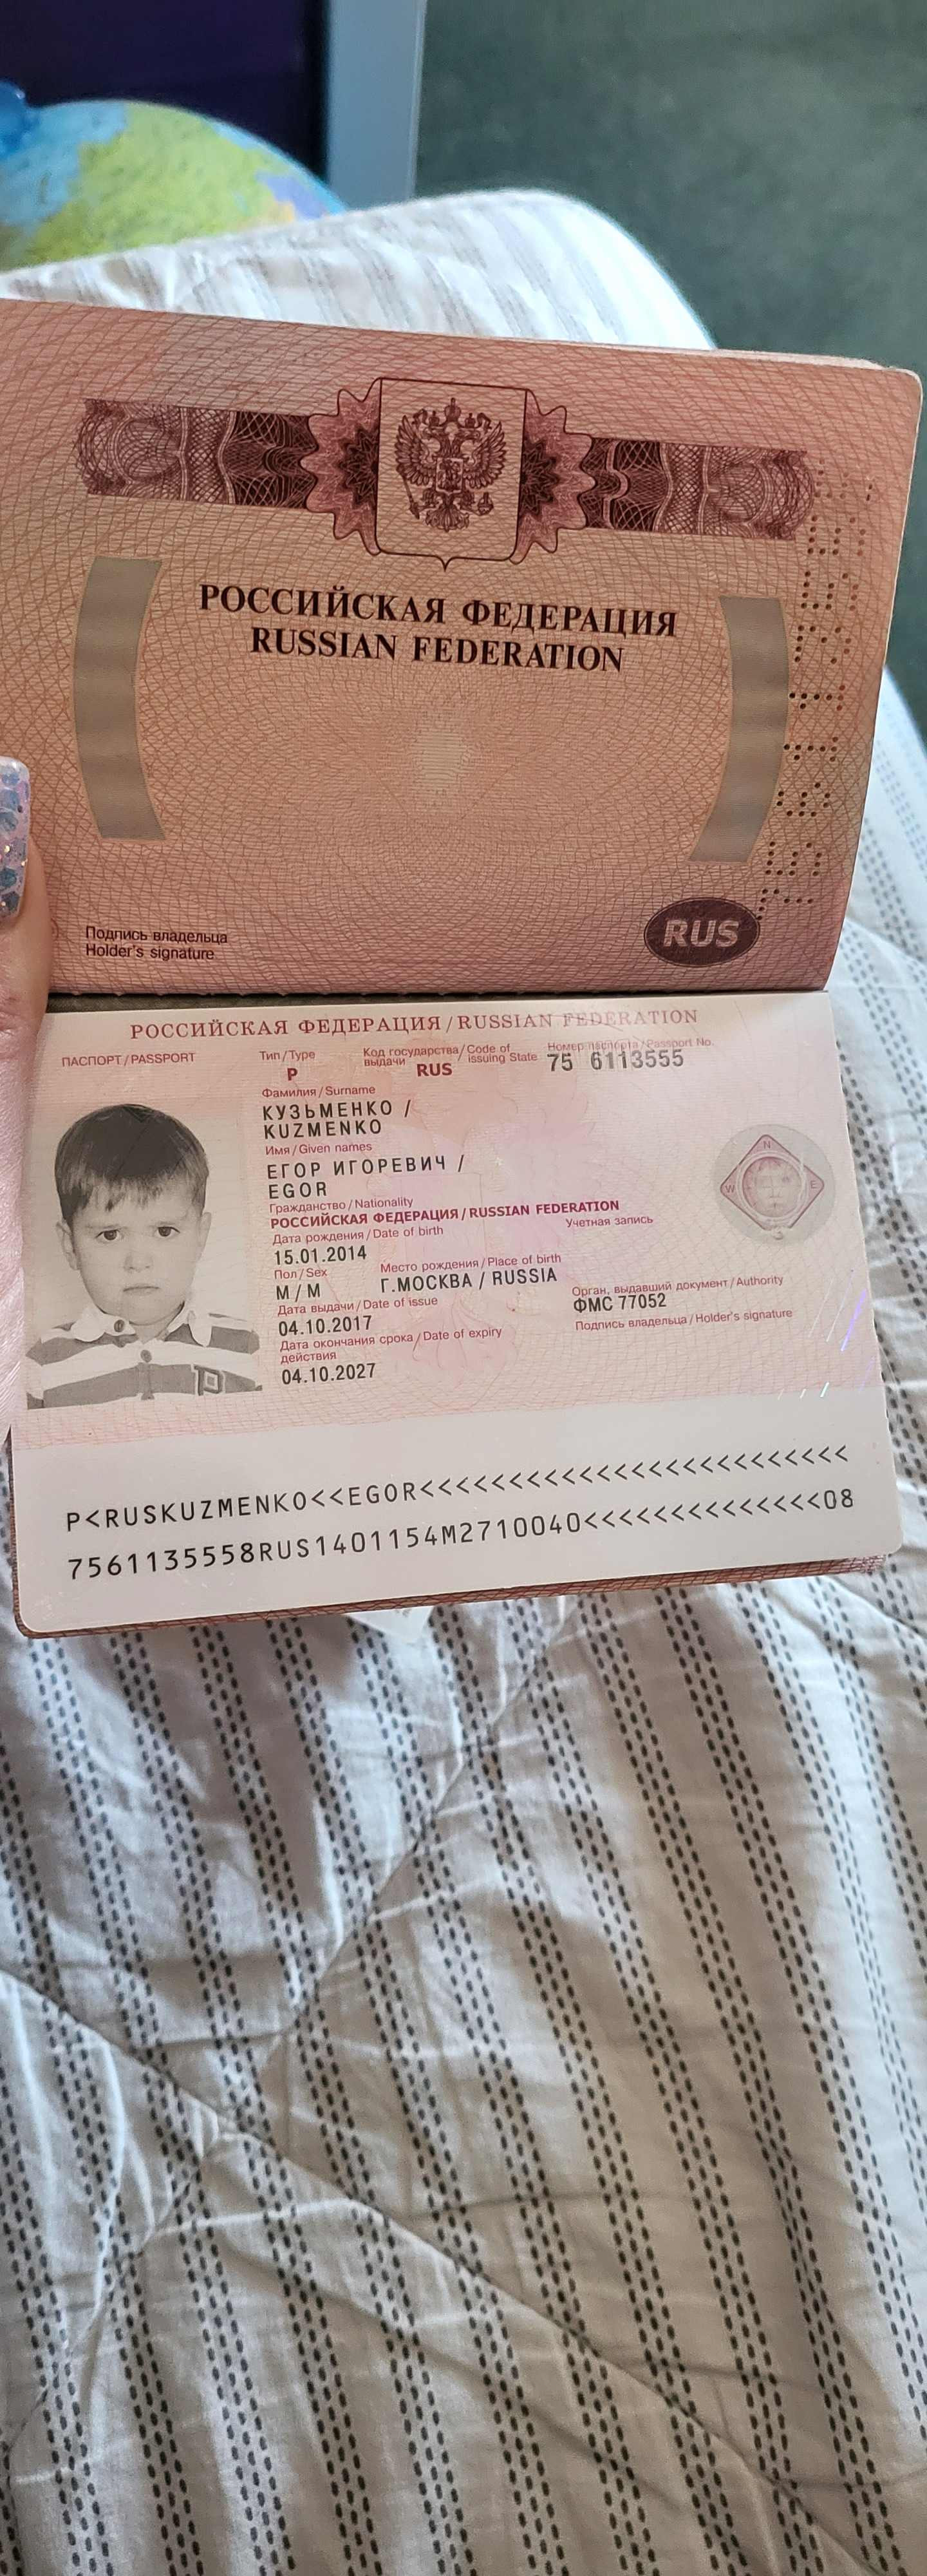 РОССИЙСКАЯ ФЕДЕРАЦИЯ
RUSSIAN FEDERATION
Подпись владельца
Holder's signature
RUS
РОССИЙСКАЯ ФЕДЕРАЦИЯ / RUSSIAN FEDERATION
ПАСПОРТ / PASSPORT
Тип / Type
P
Код государства / Code of
выдачи / issuing State
RUS
Номер паспорта / Passport No.
75 6113555
Фамилия / Surname
КУЗЬМЕНКО /
KUZMENKO
Имя / Given names
ЕГОР ИГОРЕВИЧ /
EGOR
Гражданство / Nationality
РОССИЙСКАЯ ФЕДЕРАЦИЯ / RUSSIAN FEDERATION
Дата рождения / Date of birth
Учетная запись
15.01.2014
Пол / Sex
Место рождения / Place of birth
М / M
Г.МОСКВА / RUSSIA
Дата выдачи / Date of issue
Орган, выдавший документ / Authority
04.10.2017
ФМС 77052
Дата окончания срока / Date of expiry
действия
Подпись владельца / Holder's signature
04.10.2027
N
W
E
P<RUSKUZMENKO<<EGOR<<<<<<<<<<<<<<<<<<<<<<<<<
7561135558RUS1401154M2710040<<<<<<<<<<<<<<08